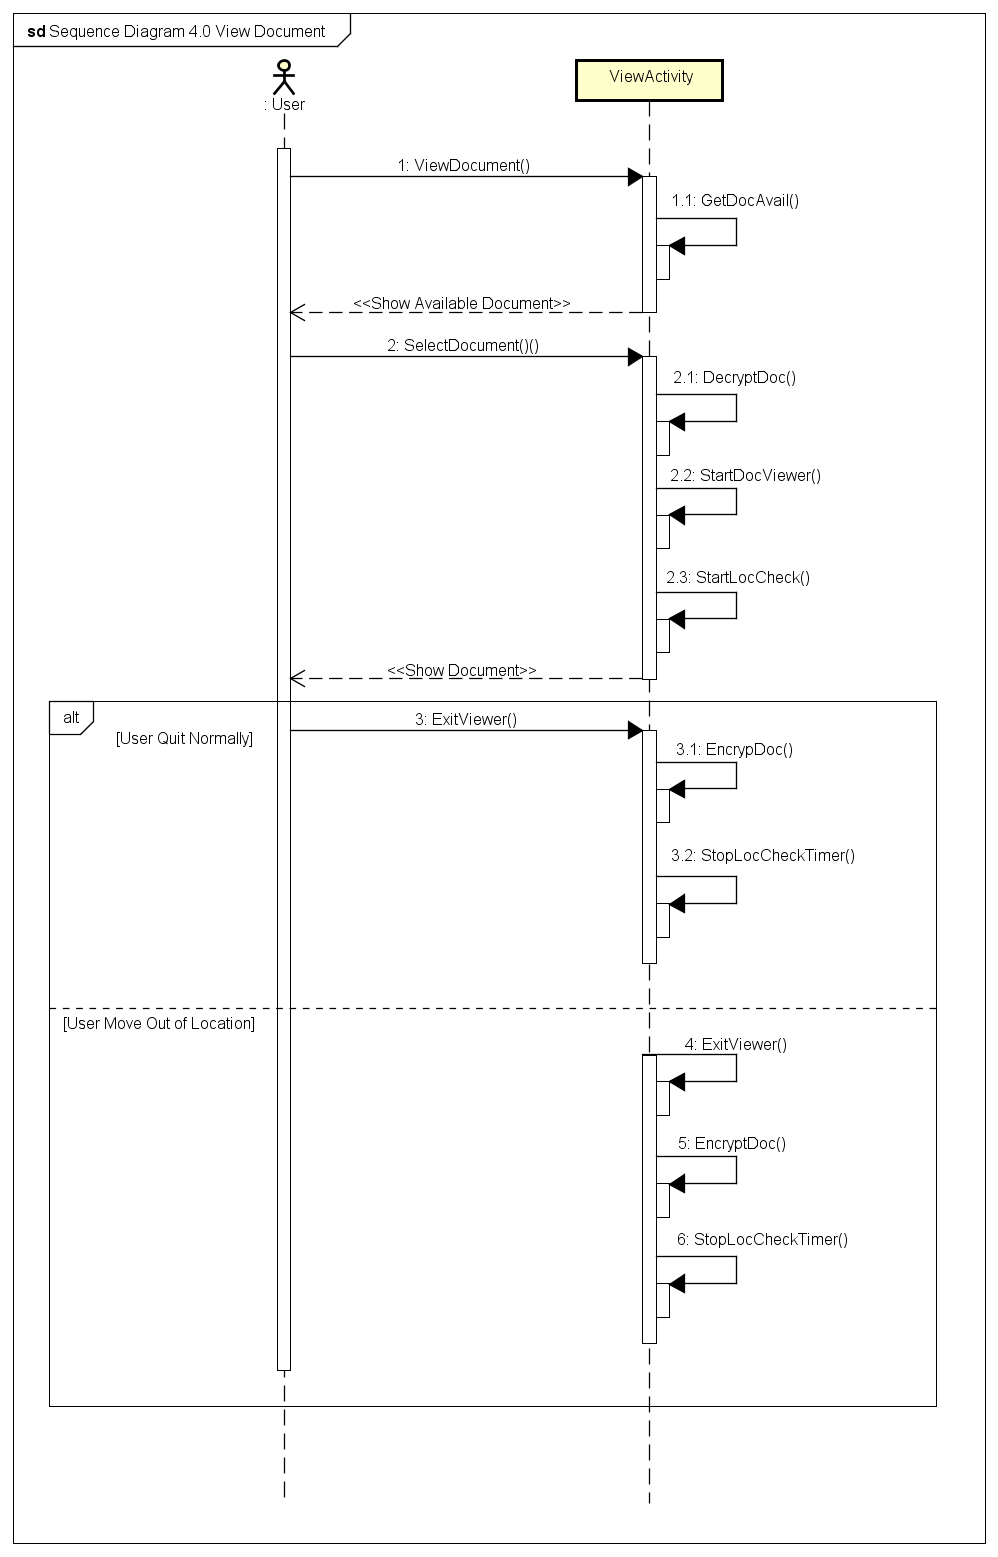 sd Sequence Diagram 4.0 View Document
: User
ViewActivity
1: ViewDocument()
1.1: GetDocAvail()
<<Show Available Document>>
2: SelectDocument()()
2.1: DecryptDoc()
2.2: StartDocViewer()
2.3: StartLocCheck()
<<Show Document>>
alt
3: ExitViewer()
[User Quit Normally]
3.1: EncrypDoc()
3.2: StopLocCheckTimer()
[User Move Out of Location]
4: ExitViewer()
5: EncryptDoc()
6: StopLocCheckTimer()